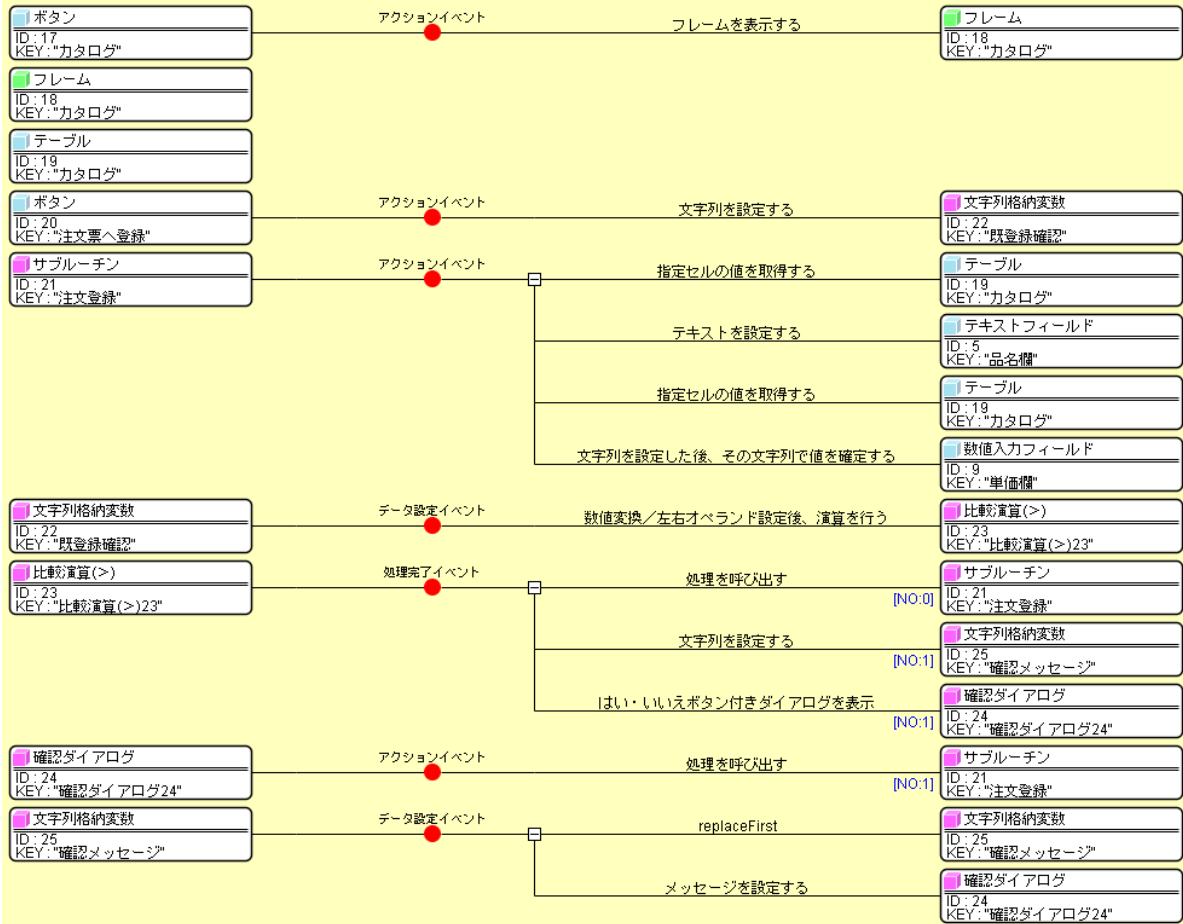 ボタン
ID : 17
KEY : "カタログ"
アクションイベント
フレームを表示する
フレーム
ID : 18
KEY : "カタログ"
フレーム
ID : 18
KEY : "カタログ"
テーブル
ID : 19
KEY : "カタログ"
ボタン
ID : 20
KEY : "注文票へ登録"
アクションイベント
文字列を設定する
文字列格納変数
ID : 22
KEY : "既登録確認"
サブルーチン
ID : 21
KEY : "注文登録"
アクションイベント
指定セルの値を取得する
テーブル
ID : 19
KEY : "カタログ"
テキストを設定する
テキストフィールド
ID : 5
KEY : "品名欄"
指定セルの値を取得する
テーブル
ID : 19
KEY : "カタログ"
文字列を設定した後、その文字列で値を確定する
数値入力フィールド
ID : 9
KEY : "単価欄"
文字列格納変数
ID : 22
KEY : "既登録確認"
データ設定イベント
数値変換／左右オペランド設定後、演算を行う
比較演算(>)
ID : 23
KEY : "比較演算(>)23"
比較演算(>)
ID : 23
KEY : "比較演算(>)23"
処理完了イベント
処理を呼び出す
[NO:0]
サブルーチン
ID : 21
KEY : "注文登録"
文字列を設定する
[NO:1]
文字列格納変数
ID : 25
KEY : "確認メッセージ"
はい・いいえボタン付きダイアログを表示
[NO:1]
確認ダイアログ
ID : 24
KEY : "確認ダイアログ24"
確認ダイアログ
ID : 24
KEY : "確認ダイアログ24"
アクションイベント
処理を呼び出す
[NO:1]
サブルーチン
ID : 21
KEY : "注文登録"
文字列格納変数
ID : 25
KEY : "確認メッセージ"
データ設定イベント
replaceFirst
文字列格納変数
ID : 25
KEY : "確認メッセージ"
メッセージを設定する
確認ダイアログ
ID : 24
KEY : "確認ダイアログ24"